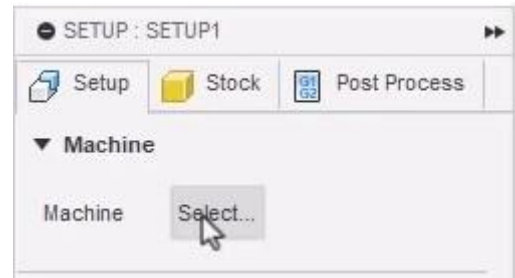 SETUP : SETUP1
Setup Stock G1 G2 Post Process
Machine
Machine Select...